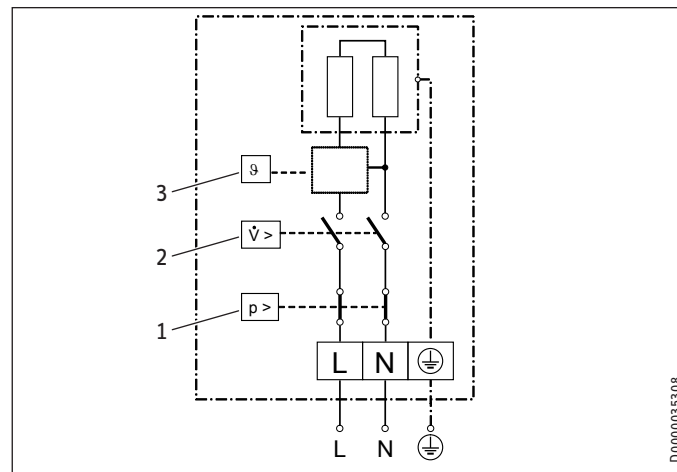 3 ϑ
2 V̇ >
1 p >
L N
L N
D0000035308